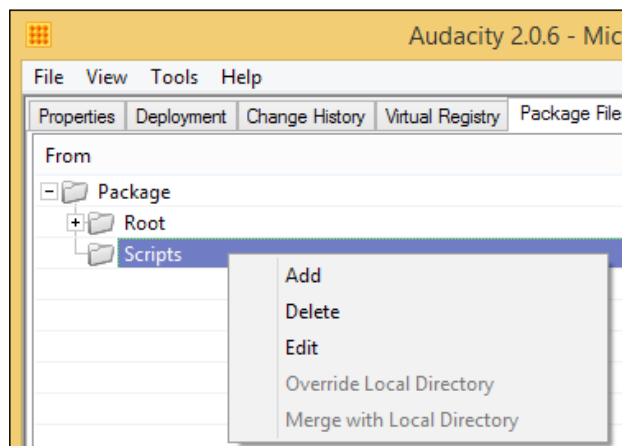 Audacity 2.0.6 - Mic
File View Tools Help
Properties Deployment Change History Virtual Registry Package File
From
Package
Root
Scripts
Add
Delete
Edit
Override Local Directory
Merge with Local Directory